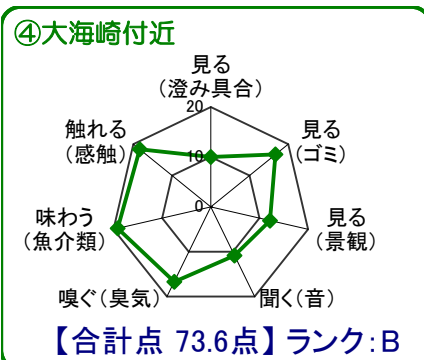 ④大海崎付近
見る
（澄み具合）
20
触れる
（感触）
見る
（ゴミ）
10
味わう
（魚介類）
0
見る
（景観）
嗅ぐ（臭気）
聞く（音）
【合計点 73.6点】 ランク：B